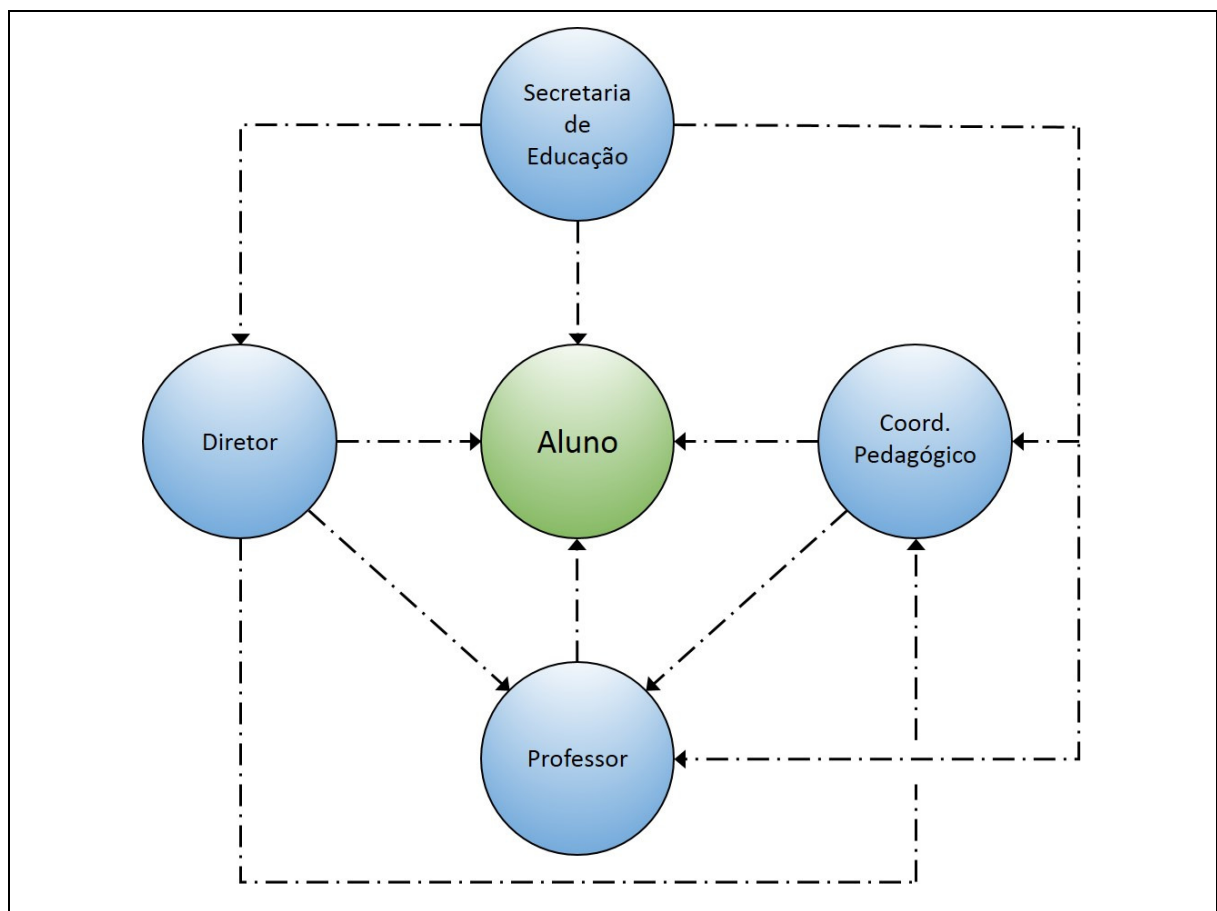 Secretaria
de
Educação
Diretor
Aluno
Coord.
Pedagógico
Professor